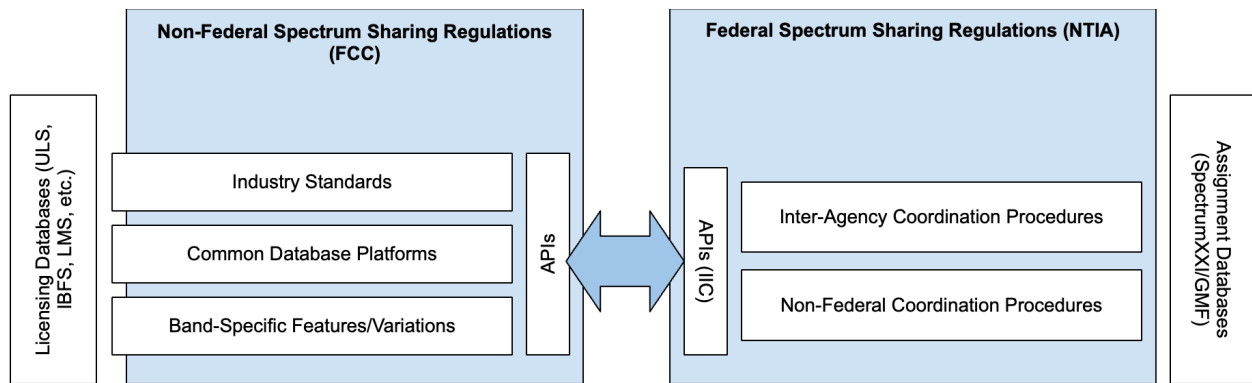 Non-Federal Spectrum Sharing Regulations
(FCC)
Federal Spectrum Sharing Regulations (NTIA)
Licensing Databases (ULS,
IBFS, LMS, etc.)
Industry Standards
Common Database Platforms
Band-Specific Features/Variations
APIs
APIs (IIC)
Inter-Agency Coordination Procedures
Non-Federal Coordination Procedures
Assignment Databases
(SpectrumXXI/GMF)